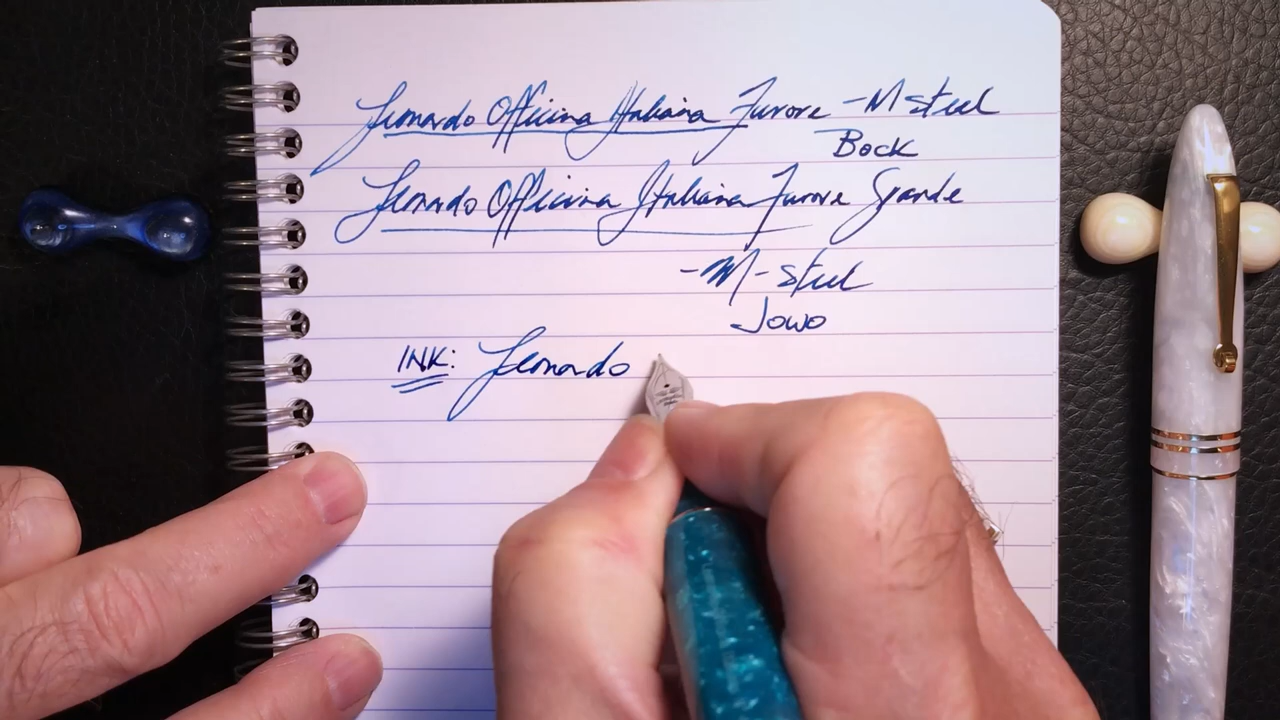 Leonardo Officina Italiana Furore - M Steel
Bock
Leonardo Officina Italiana Furore Grande
- M - Steel
Jowo
INK: Leonardo